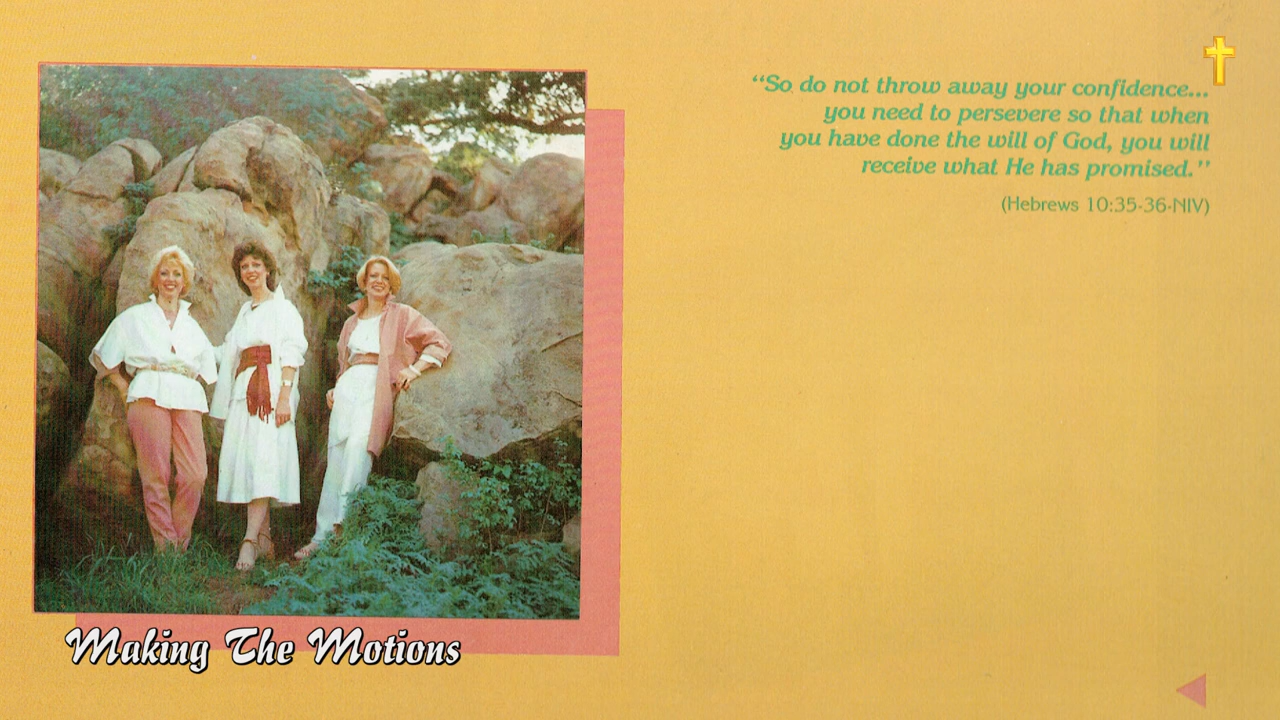 “So do not throw away your confidence...
you need to persevere so that when
you have done the will of God, you will
receive what He has promised.”
(Hebrews 10:35-36-NIV)
Making The Motions